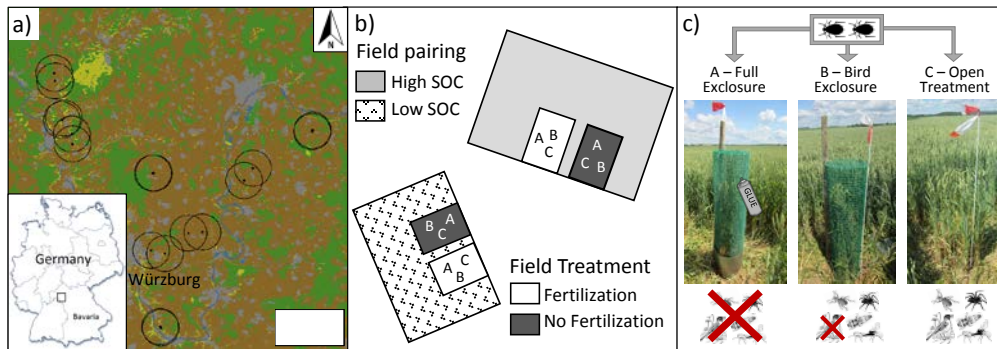 a)
N
Germany
Bavaria
Würzburg
b)
Field pairing
High SOC
Low SOC
A B
C
A
C B
B A
C
A C
B
Field Treatment
Fertilization
No Fertilization
c)
A – Full
Exclosure
B – Bird
Exclosure
C – Open
Treatment
GLUE